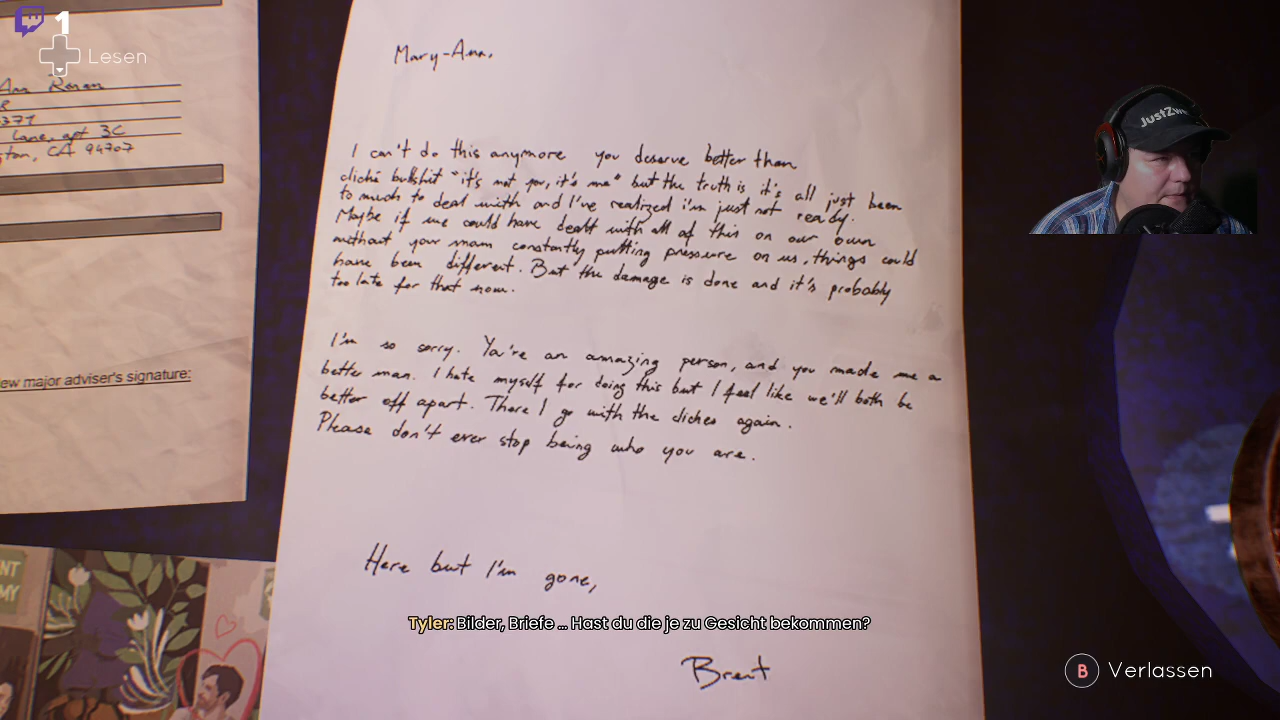 1
Lesen
Ann Ronan
R
371
Lane, apt 3C
gton, CA 94707
ew major adviser's signature:
NT
MY
Mary-Ann,
I can't do this anymore you deserve better than
cliché bullshit "it's not you, it's me" but the truth is it's all just been
to much to deal with and I've realized i'm just not ready.
Maybe if we could have dealt with all of this on our own
without your mam constantly putting pressure on us, things could
have been different. But the damage is done and it's probably
too late for that now.
I'm so sorry. You're an amazing person, and you made me a
better man. I hate myself for doing this but I feel like we'll both be
better off apart. There I go with the cliches again.
Please don't ever stop being who you are.
Here but I'm gone,
Brent
Tyler: Bilder, Briefe ... Hast du die je zu Gesicht bekommen?
B Verlassen